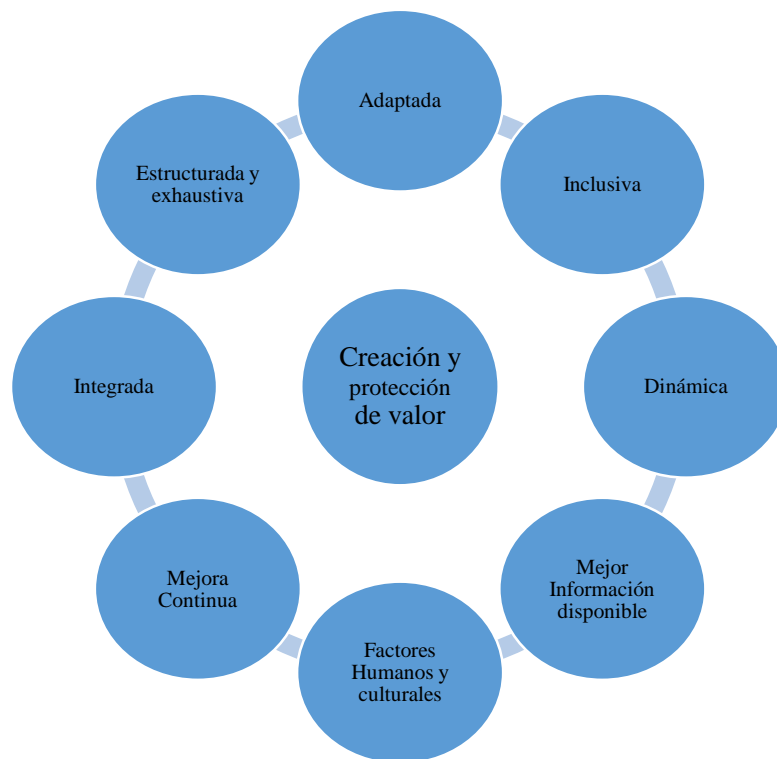 Adaptada
Estructurada y
exhaustiva
Inclusiva
Integrada
Creación y
protección
de valor
Dinámica
Mejora
Continua
Mejor
Información
disponible
Factores
Humanos y
culturales